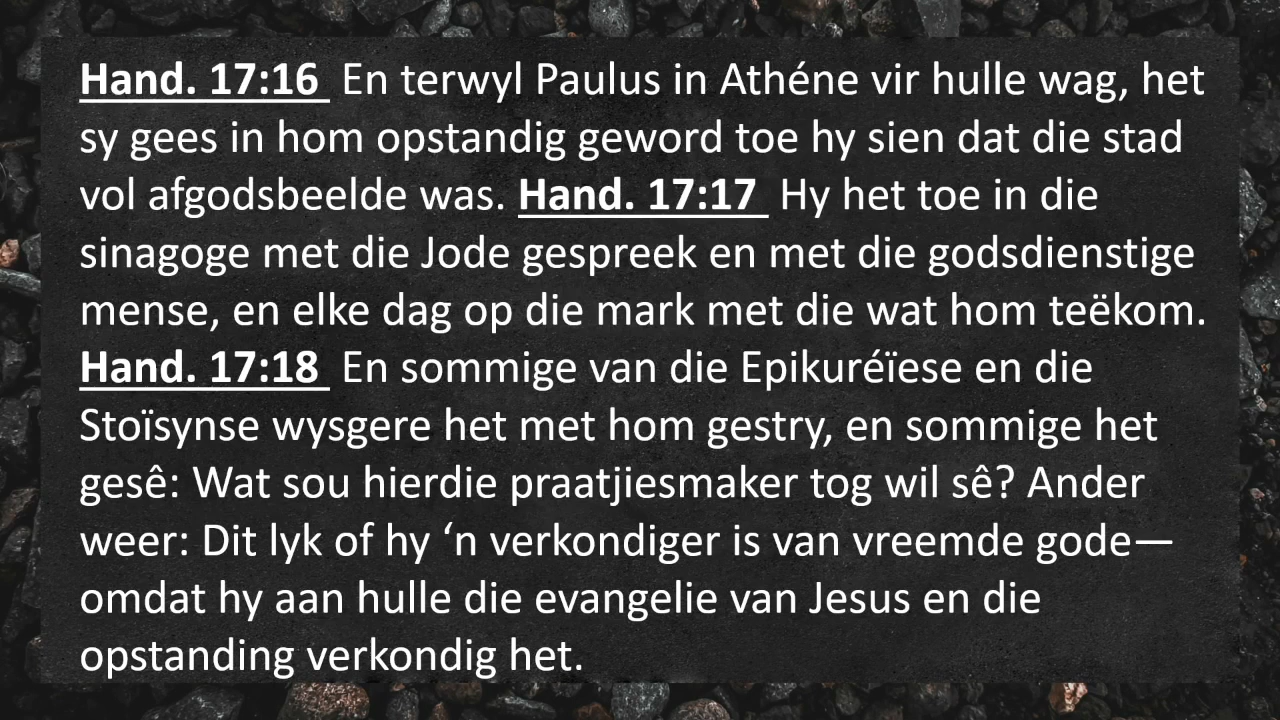 Hand. 17:16  En terwyl Paulus in Athéne vir hulle wag, het
sy gees in hom opstandig geword toe hy sien dat die stad
vol afgodsbeelde was. Hand. 17:17  Hy het toe in die
sinagoge met die Jode gespreek en met die godsdienstige
mense, en elke dag op die mark met die wat hom teëkom.
Hand. 17:18  En sommige van die Epikuréïese en die
Stoïsynse wysgere het met hom gestry, en sommige het
gesê: Wat sou hierdie praatjiesmaker tog wil sê? Ander
weer: Dit lyk of hy ‘n verkondiger is van vreemde gode—
omdat hy aan hulle die evangelie van Jesus en die
opstanding verkondig het.